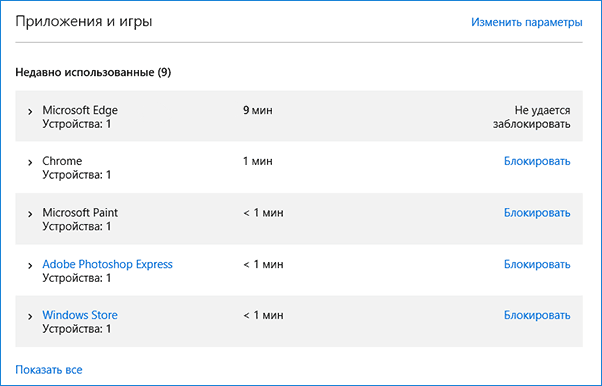 Приложения и игры
Изменить параметры
Недавно использованные (9)
Microsoft Edge
Устройства: 1
9 мин
Не удается
заблокировать
Chrome
Устройства: 1
1 мин
Блокировать
Microsoft Paint
Устройства: 1
< 1 мин
Блокировать
Adobe Photoshop Express
Устройства: 1
< 1 мин
Блокировать
Windows Store
Устройства: 1
< 1 мин
Блокировать
Показать все